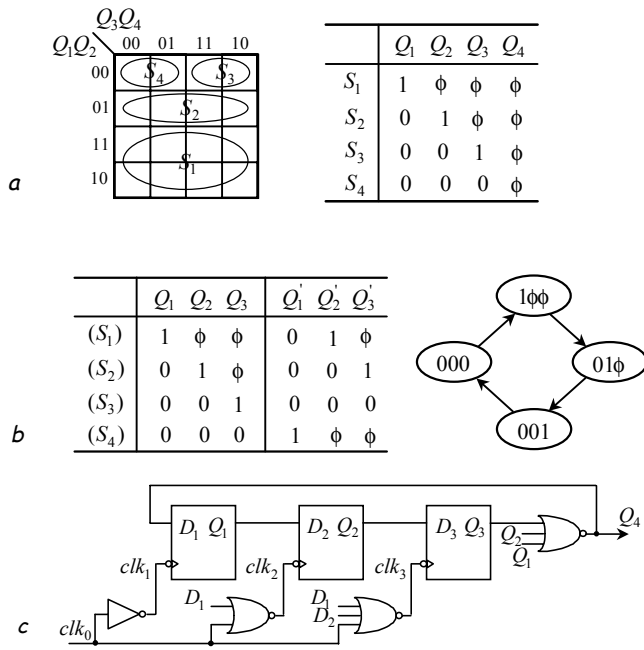 Q₃Q₄
Q₁Q₂ 00 01 11 10
00 S₄ S₃
01 S₂
11
S₁
10
a
Q₁ Q₂ Q₃ Q₄
S₁ 1 ϕ ϕ ϕ
S₂ 0 1 ϕ ϕ
S₃ 0 0 1 ϕ
S₄ 0 0 0 ϕ
Q₁ Q₂ Q₃ Q₁' Q₂' Q₃'
(S₁) 1 ϕ ϕ 0 1 ϕ
(S₂) 0 1 ϕ 0 0 1
(S₃) 0 0 1 0 0 0
(S₄) 0 0 0 1 ϕ ϕ
b
1ϕϕ
000 01ϕ
001
D₁ Q₁ D₂ Q₂ D₃ Q₃ Q₄
Q₂
Q₁
clk₁ clk₂ clk₃
D₁ D₁
D₂
c clk₀